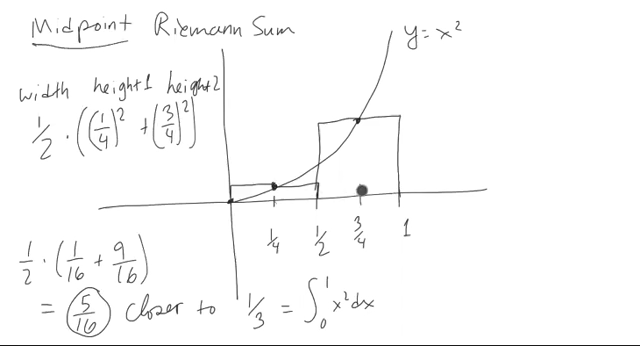 Midpoint Riemann Sum
y=x²
width height1 height2
1/2 · ((1/4)² + (3/4)²)
1/4 1/2 3/4 1
1/2 · (1/16 + 9/16)
= 5/16 closer to 1/3 = ∫₀¹ x² dx